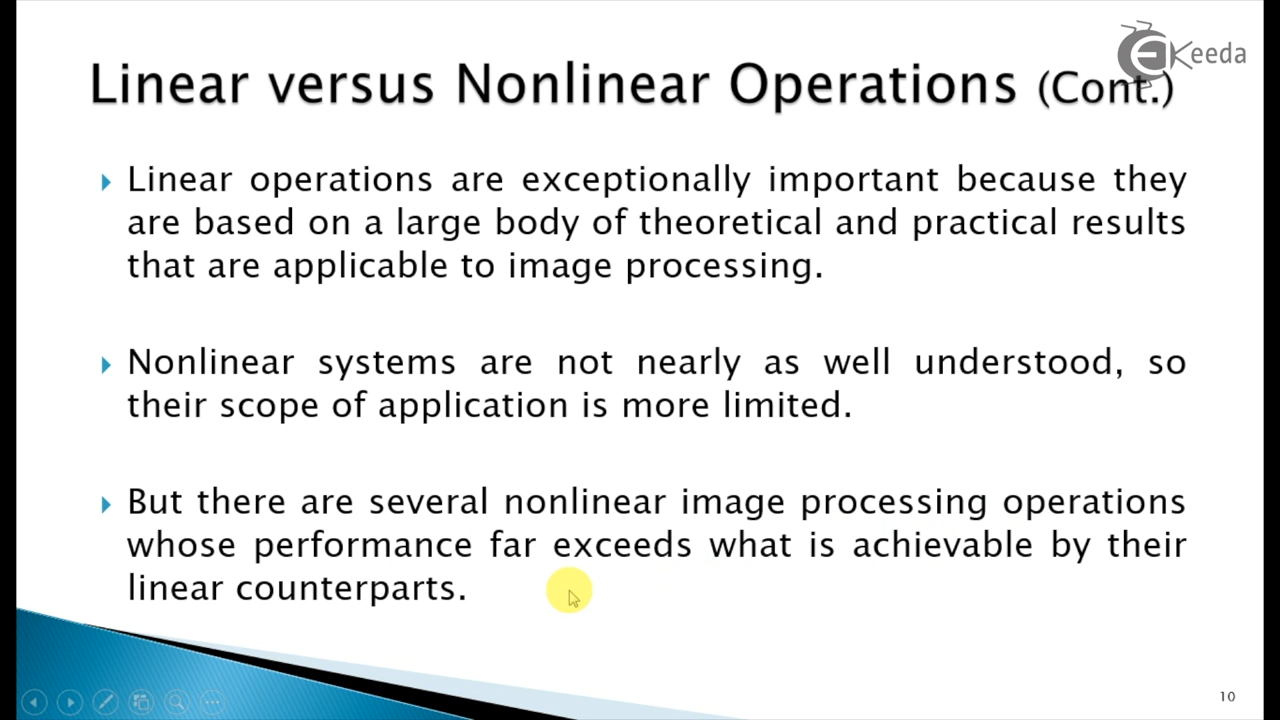 Keeda
Linear versus Nonlinear Operations (Cont.)
Linear operations are exceptionally important because they
are based on a large body of theoretical and practical results
that are applicable to image processing.
Nonlinear systems are not nearly as well understood, so
their scope of application is more limited.
But there are several nonlinear image processing operations
whose performance far exceeds what is achievable by their
linear counterparts.
10